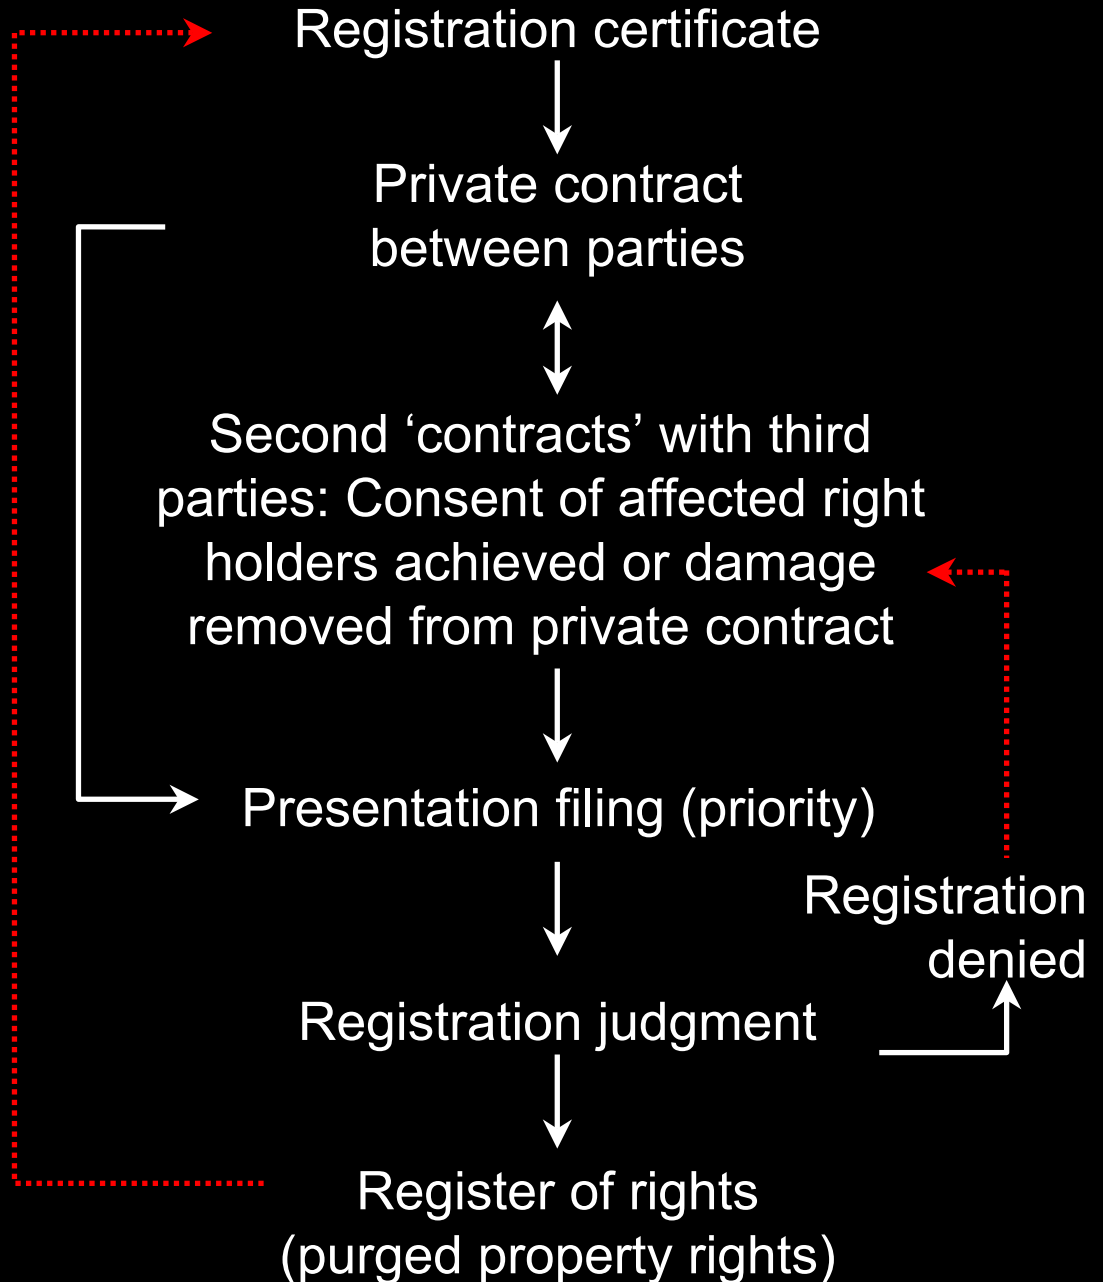 Registration certificate
Private contract
between parties
Second ‘contracts’ with third
parties: Consent of affected right
holders achieved or damage
removed from private contract
Presentation filing (priority)
Registration
denied
Registration judgment
Register of rights
(purged property rights)